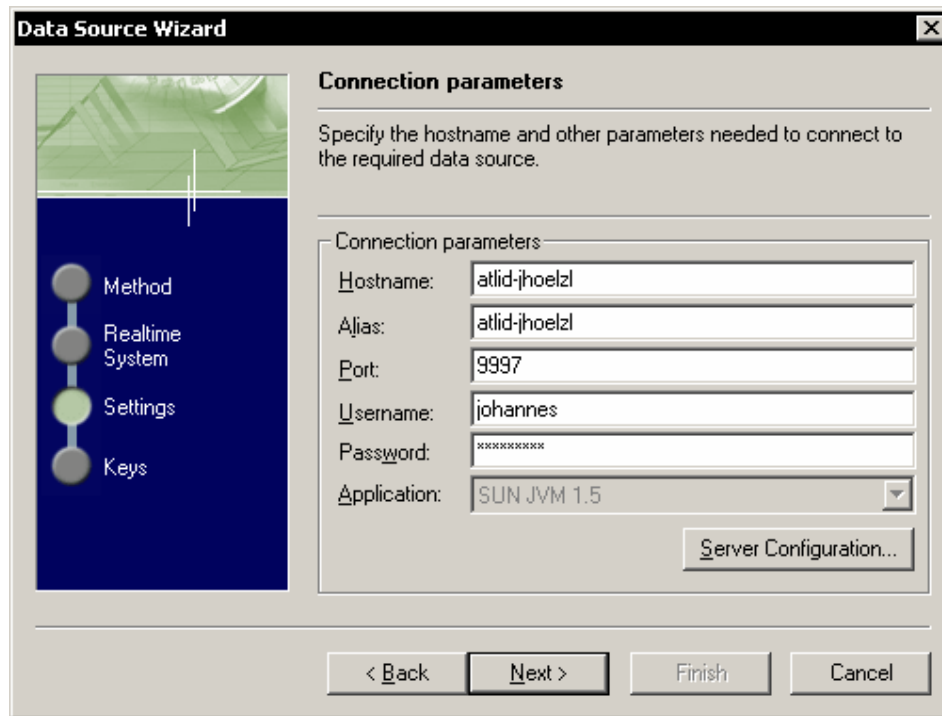 Data Source Wizard
Connection parameters
Specify the hostname and other parameters needed to connect to
the required data source.
Method
Realtime
System
Settings
Keys
Connection parameters
Hostname: atlid-jhoelzl
Alias: atlid-jhoelzl
Port: 9997
Username: johannes
Password: *********
Application: SUN JVM 1.5
Server Configuration...
< Back Next > Finish Cancel